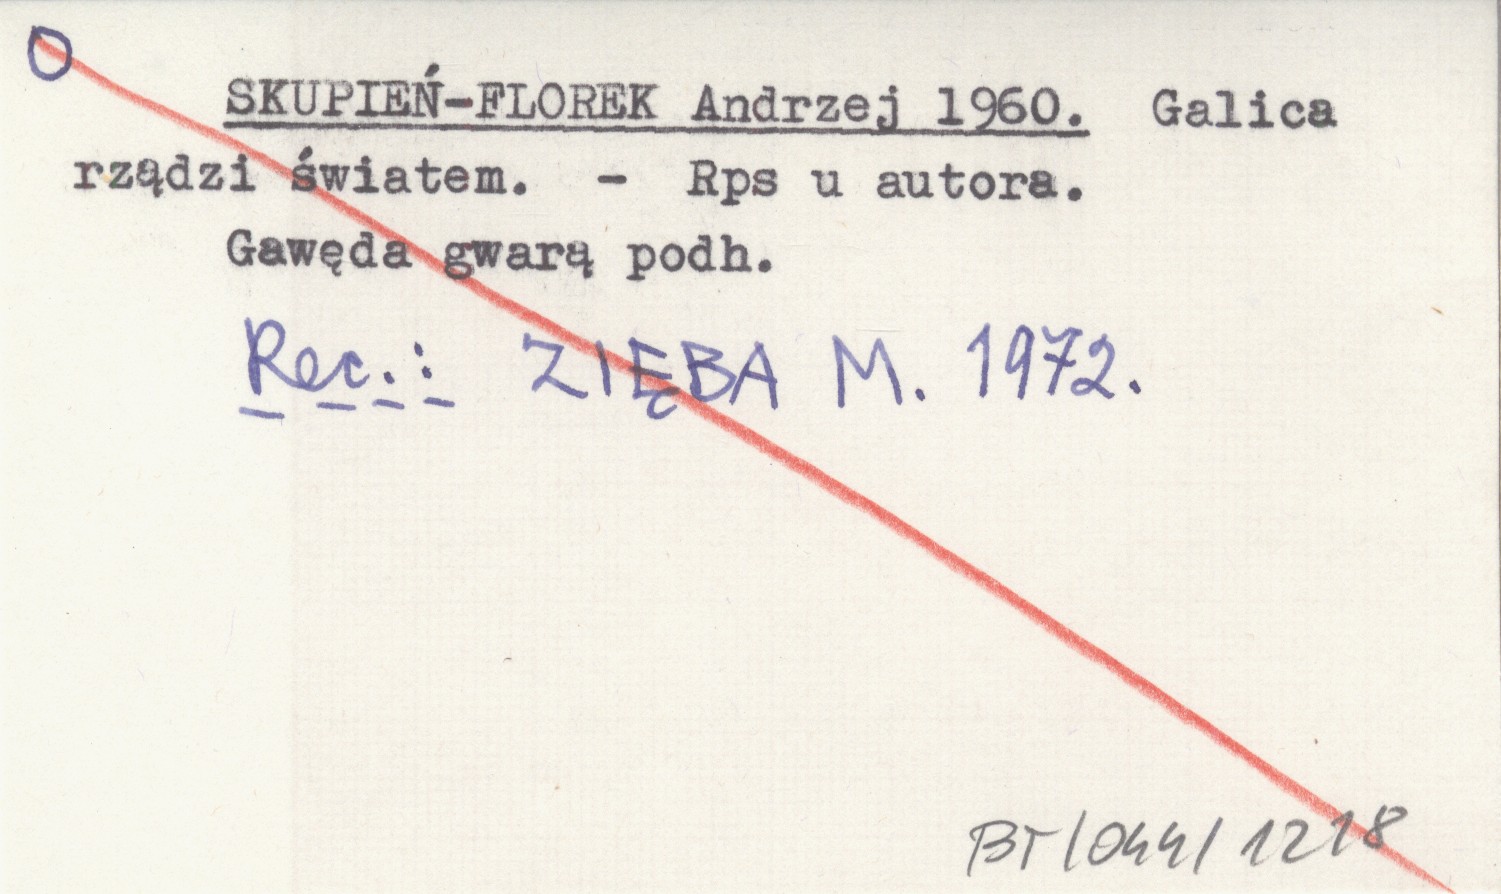 O
SKUPIEŃ-FLOREK Andrzej 1960. Galica
rządzi światem. - Rps u autora.
Gawęda gwarą podh.
Rec.: ZIĘBA M. 1972.
BT/044/1218